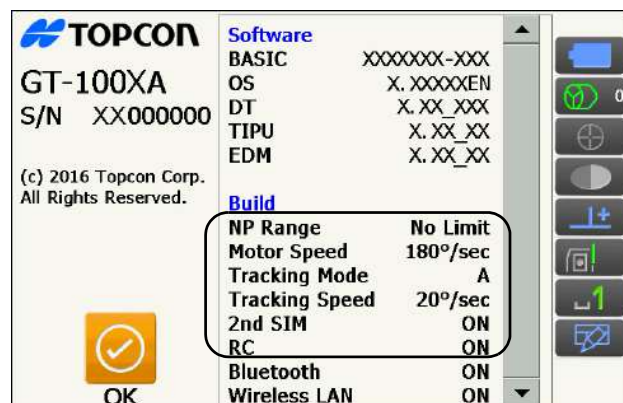 TOPCON
GT-100XA
S/N XX000000
(c) 2016 Topcon Corp.
All Rights Reserved.
OK
Software
BASIC XXXXXXX-XXX
OS X.XXXXXEN
DT X.XX_XXX
TIPU X.XX_XX
EDM X.XX_XX
Build
NP Range No Limit
Motor Speed 180°/sec
Tracking Mode A
Tracking Speed 20°/sec
2nd SIM ON
RC ON
Bluetooth ON
Wireless LAN ON
0
1